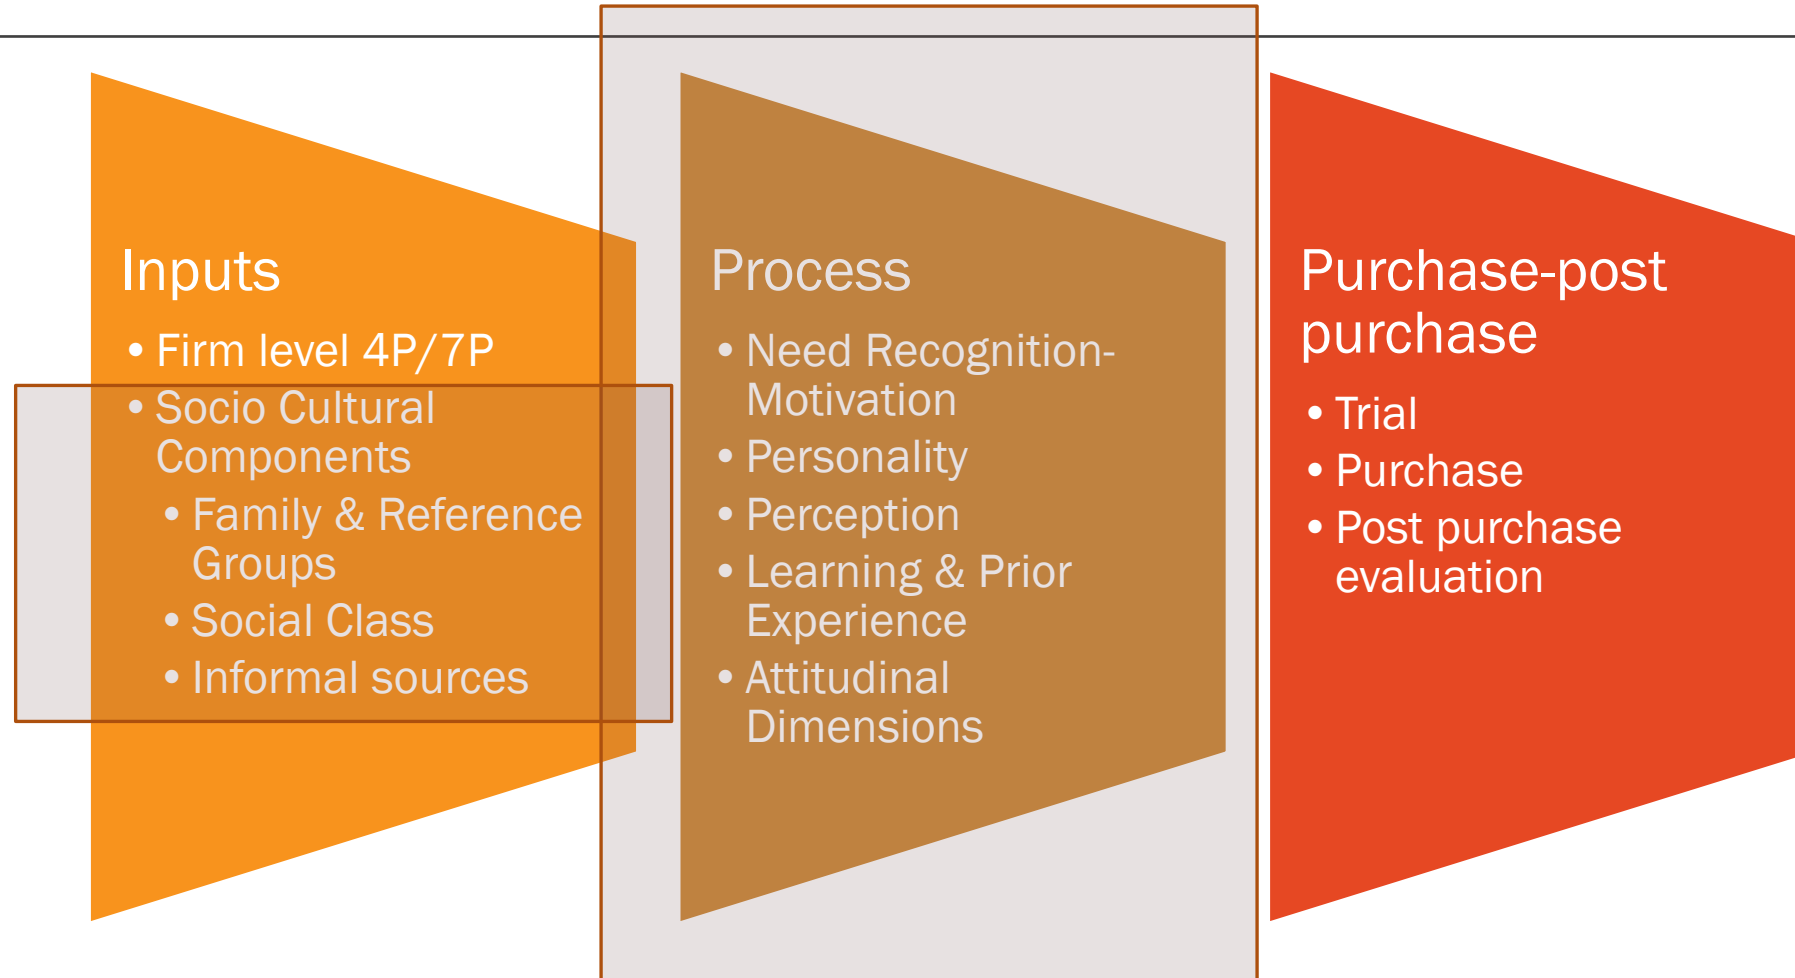 Inputs
• Firm level 4P/7P
• Socio Cultural
Components
• Family & Reference
Groups
• Social Class
• Informal sources
Process
• Need Recognition-
Motivation
• Personality
• Perception
• Learning & Prior
Experience
• Attitudinal
Dimensions
Purchase-post
purchase
• Trial
• Purchase
• Post purchase
evaluation